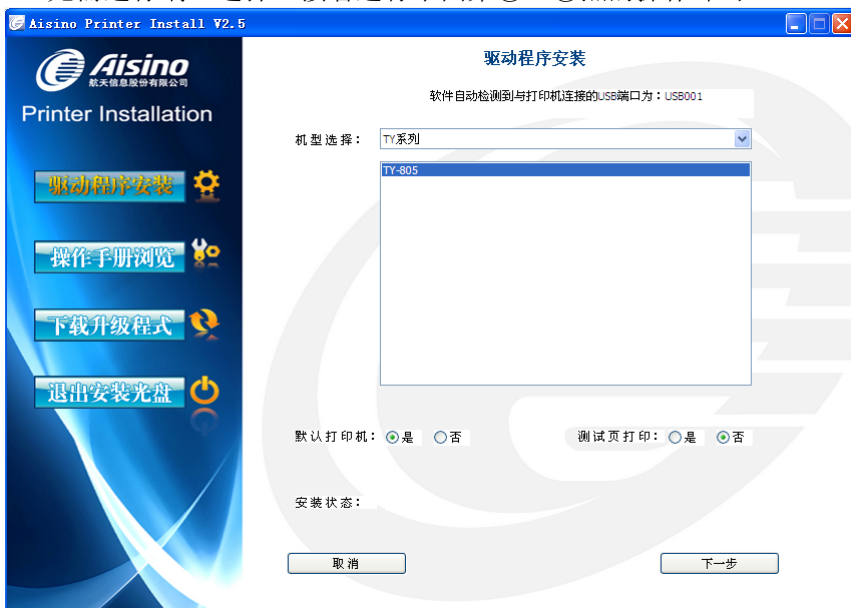 Aisino Printer Install V2.5
Aisino
航天信息股份有限公司
Printer Installation
驱动程序安装
操作手册浏览
下载升级程式
退出安装光盘
驱动程序安装
软件自动检测到与打印机连接的USB端口为：USB001
机型选择： TY系列
TY-805
默认打印机： 是 否 测试页打印： 是 否
安装状态：
取消 下一步